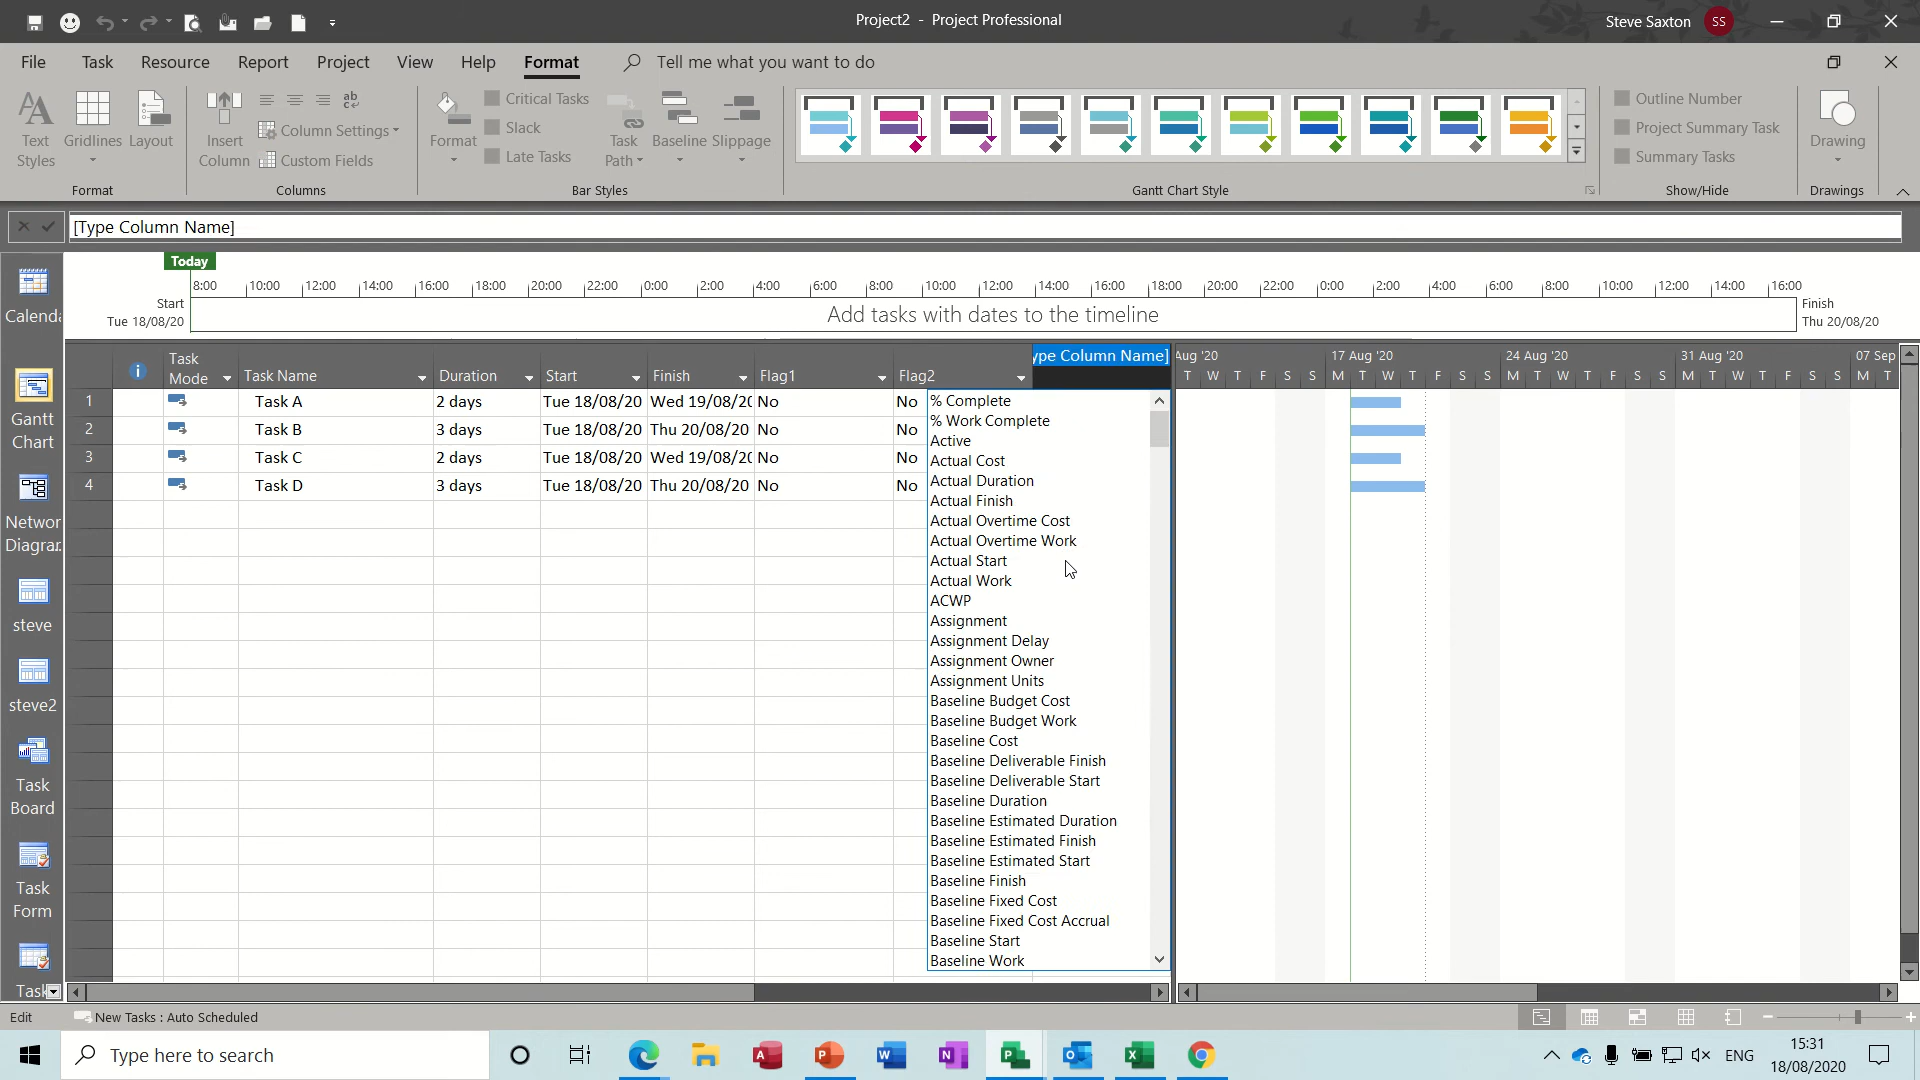 Project2 - Project Professional
Steve Saxton
SS
File Task Resource Report Project View Help Format Tell me what you want to do
Text Styles
Gridlines
Layout
Format
Insert Column
Column Settings
Custom Fields
Columns
Format
Critical Tasks
Slack
Late Tasks
Task Path
Baseline
Slippage
Bar Styles
Gantt Chart Style
Outline Number
Project Summary Task
Summary Tasks
Show/Hide
Drawing
Drawings
[Type Column Name]
Today
8:00 10:00 12:00 14:00 16:00 18:00 20:00 22:00 0:00 2:00 4:00 6:00 8:00 10:00 12:00 14:00 16:00 18:00 20:00 22:00 0:00 2:00 4:00 6:00 8:00 10:00 12:00 14:00 16:00
Start
Tue 18/08/20
Add tasks with dates to the timeline
Finish
Thu 20/08/20
Calenda
Gantt Chart
Networ Diagrar
steve
steve2
Task Board
Task Form
Task
Task Mode Task Name Duration Start Finish Flag1 Flag2 ype Column Name]
1 Task A 2 days Tue 18/08/20 Wed 19/08/20 No No
2 Task B 3 days Tue 18/08/20 Thu 20/08/20 No No
3 Task C 2 days Tue 18/08/20 Wed 19/08/20 No No
4 Task D 3 days Tue 18/08/20 Thu 20/08/20 No No
% Complete
% Work Complete
Active
Actual Cost
Actual Duration
Actual Finish
Actual Overtime Cost
Actual Overtime Work
Actual Start
Actual Work
ACWP
Assignment
Assignment Delay
Assignment Owner
Assignment Units
Baseline Budget Cost
Baseline Budget Work
Baseline Cost
Baseline Deliverable Finish
Baseline Deliverable Start
Baseline Duration
Baseline Estimated Duration
Baseline Estimated Finish
Baseline Estimated Start
Baseline Finish
Baseline Fixed Cost
Baseline Fixed Cost Accrual
Baseline Start
Baseline Work
Aug '20 17 Aug '20 24 Aug '20 31 Aug '20 07 Sep
T W T F S S M T W T F S S M T W T F S S M T W T F S S M T
Edit New Tasks : Auto Scheduled
Type here to search
ENG
15:31
18/08/2020